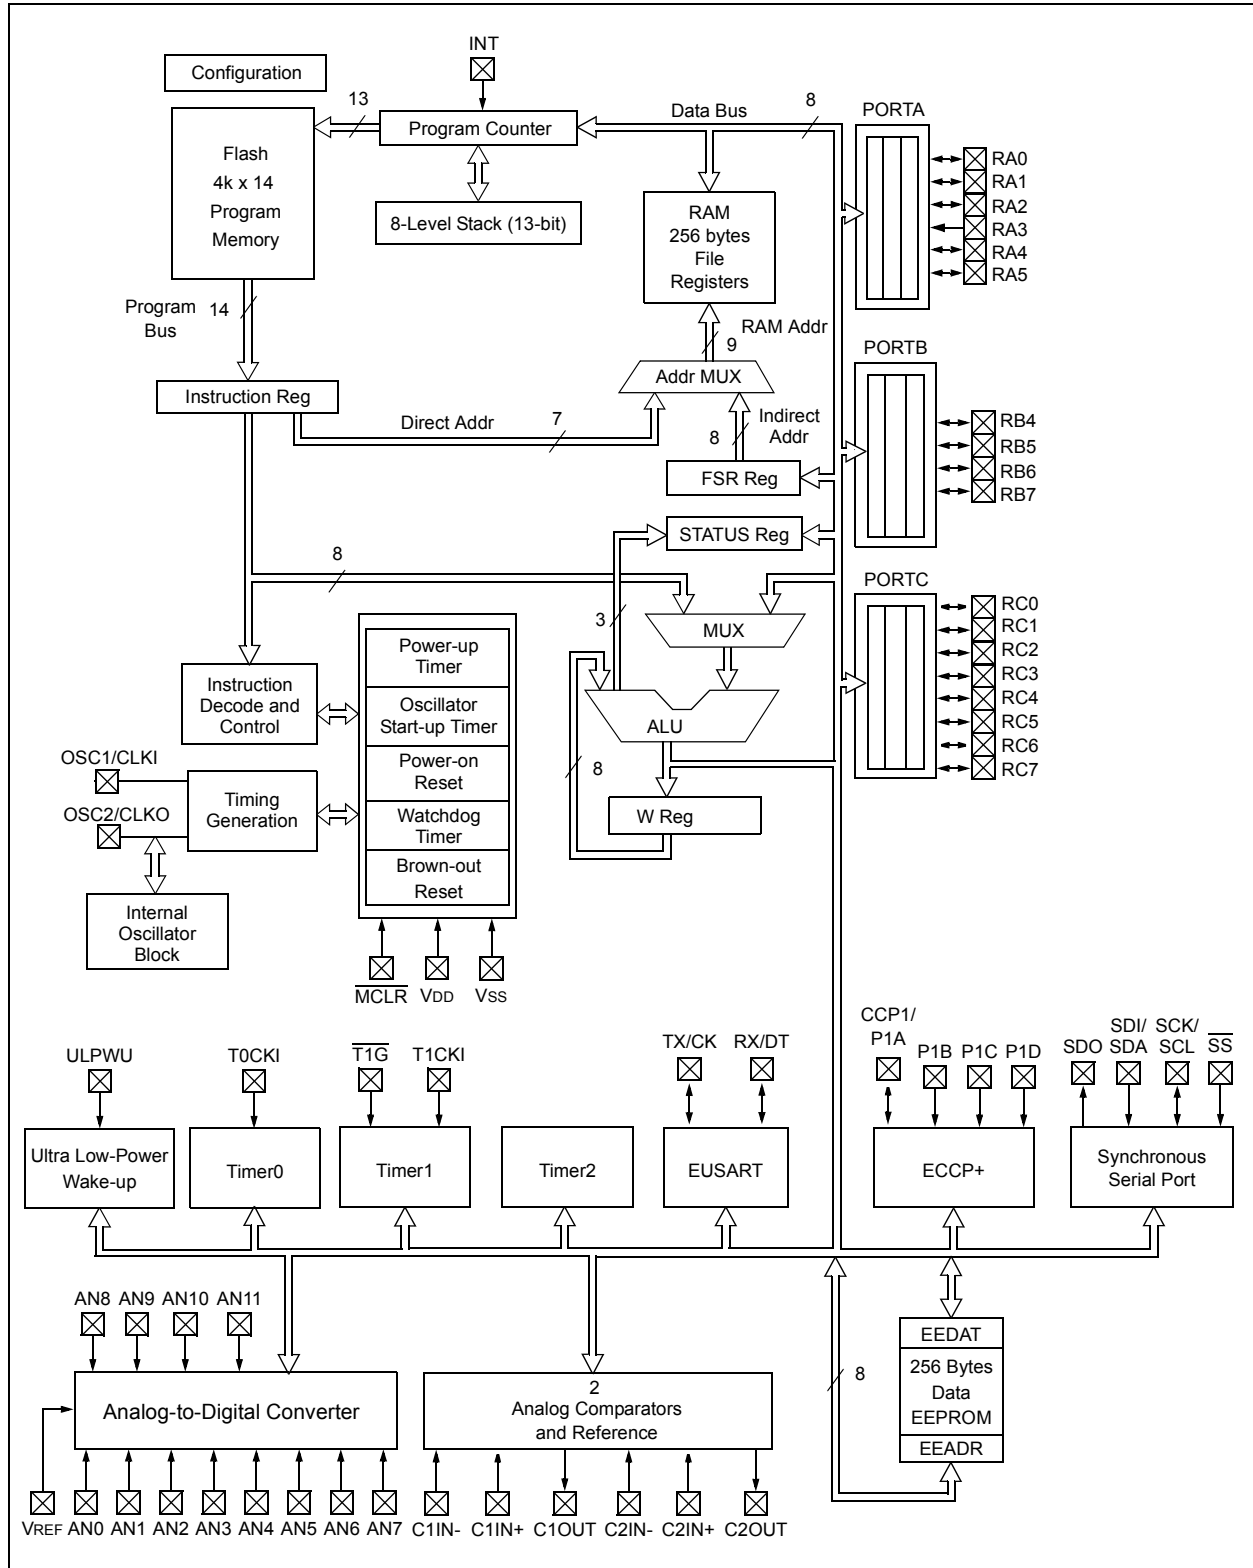 INT
Configuration
13
Program Counter
Data Bus
8
PORTA
Flash
4k x 14
Program
Memory
8-Level Stack (13-bit)
RAM
256 bytes
File
Registers
RA0
RA1
RA2
RA3
RA4
RA5
Program
Bus
14
RAM Addr
9
PORTB
Addr MUX
Instruction Reg
Direct Addr
7
Indirect
Addr
8
FSR Reg
RB4
RB5
RB6
RB7
STATUS Reg
8
PORTC
3
MUX
RC0
RC1
RC2
RC3
RC4
RC5
RC6
RC7
Power-up
Timer
Instruction
Decode and
Control
Oscillator
Start-up Timer
ALU
OSC1/CLKI
Power-on
Reset
8
OSC2/CLKO
Timing
Generation
Watchdog
Timer
W Reg
Brown-out
Reset
Internal
Oscillator
Block
MCLR
VDD
VSS
ULPWU
T0CKI
T1G
T1CKI
TX/CK
RX/DT
CCP1/
P1A
P1B
P1C
P1D
SDO
SDI/
SDA
SCK/
SCL
SS
Ultra Low-Power
Wake-up
Timer0
Timer1
Timer2
EUSART
ECCP+
Synchronous
Serial Port
AN8
AN9
AN10
AN11
EEDAT
256 Bytes
Data
EEPROM
EEADR
8
Analog-to-Digital Converter
2
Analog Comparators
and Reference
VREF
AN0
AN1
AN2
AN3
AN4
AN5
AN6
AN7
C1IN-
C1IN+
C1OUT
C2IN-
C2IN+
C2OUT